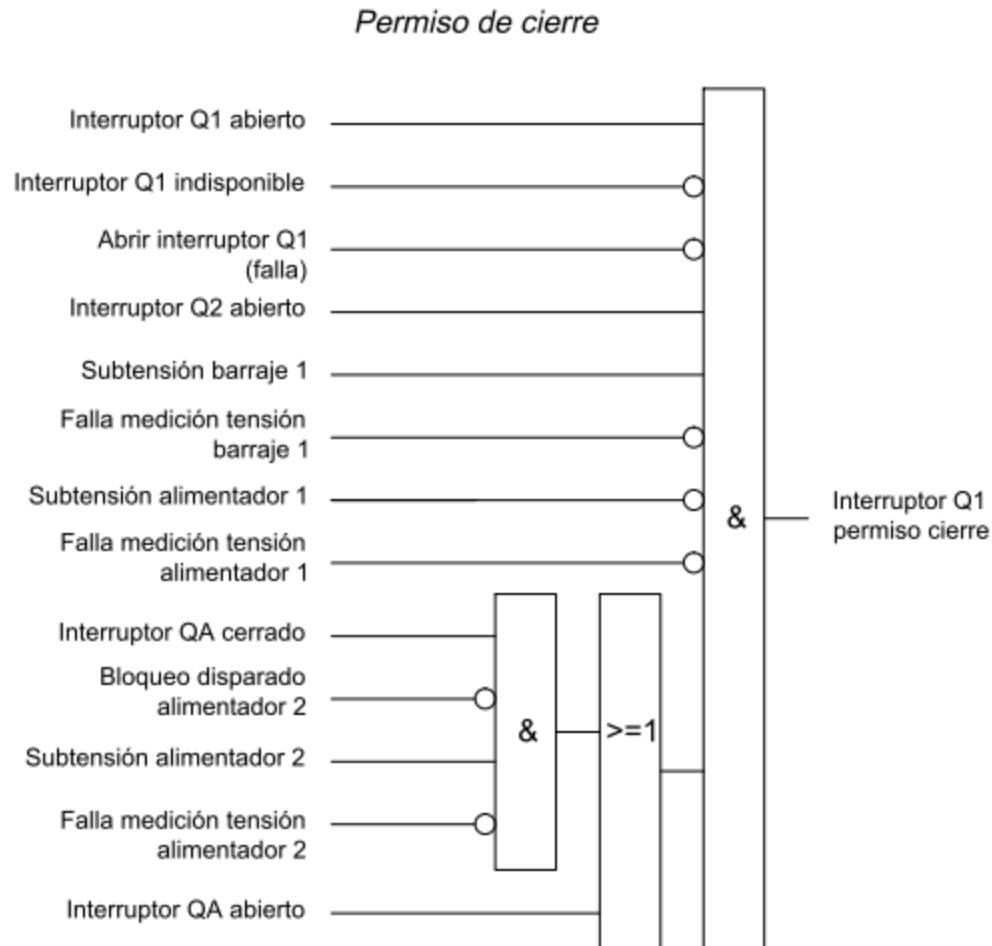 Permiso de cierre
Interruptor Q1 abierto
Interruptor Q1 indisponible
Abrir interruptor Q1
(falla)
Interruptor Q2 abierto
Subtensión barraje 1
Falla medición tensión
barraje 1
Subtensión alimentador 1
Falla medición tensión
alimentador 1
&
Interruptor Q1
permiso cierre
Interruptor QA cerrado
Bloqueo disparado
alimentador 2
Subtensión alimentador 2
Falla medición tensión
alimentador 2
&
>=1
Interruptor QA abierto